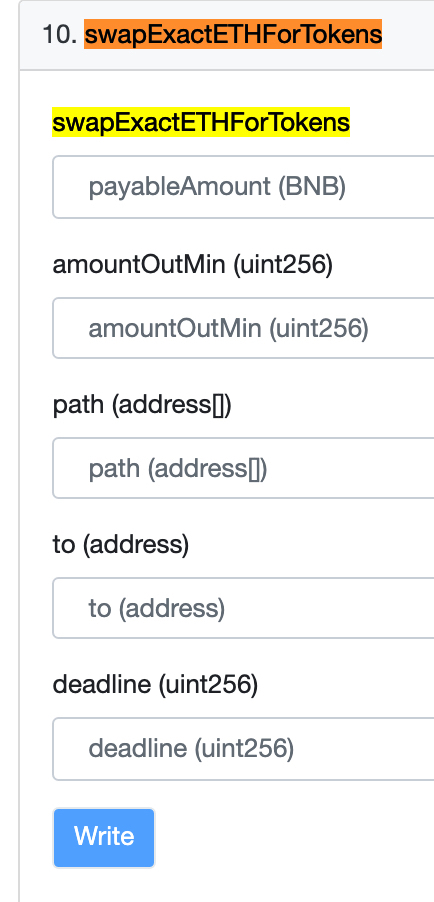 10. swapExactETHForTokens
swapExactETHForTokens
payableAmount (BNB)
amountOutMin (uint256)
amountOutMin (uint256)
path (address[])
path (address[])
to (address)
to (address)
deadline (uint256)
deadline (uint256)
Write